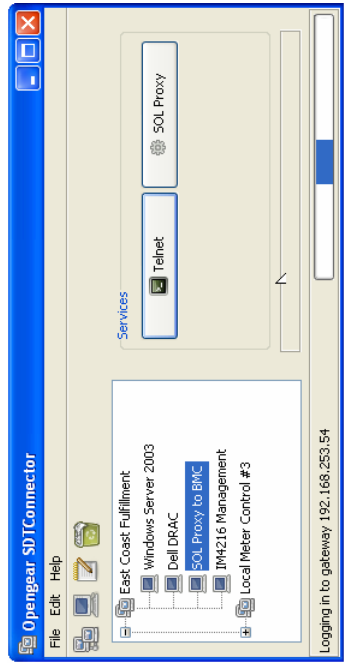 Opengear SDTConnector
File Edit Help
East Coast Fulfillment
Windows Server 2003
Dell DRAC
SOL Proxy to BMC
IM4216 Management
Local Meter Control #3
Services
Telnet
SOL Proxy
Logging in to gateway 192.168.253.54